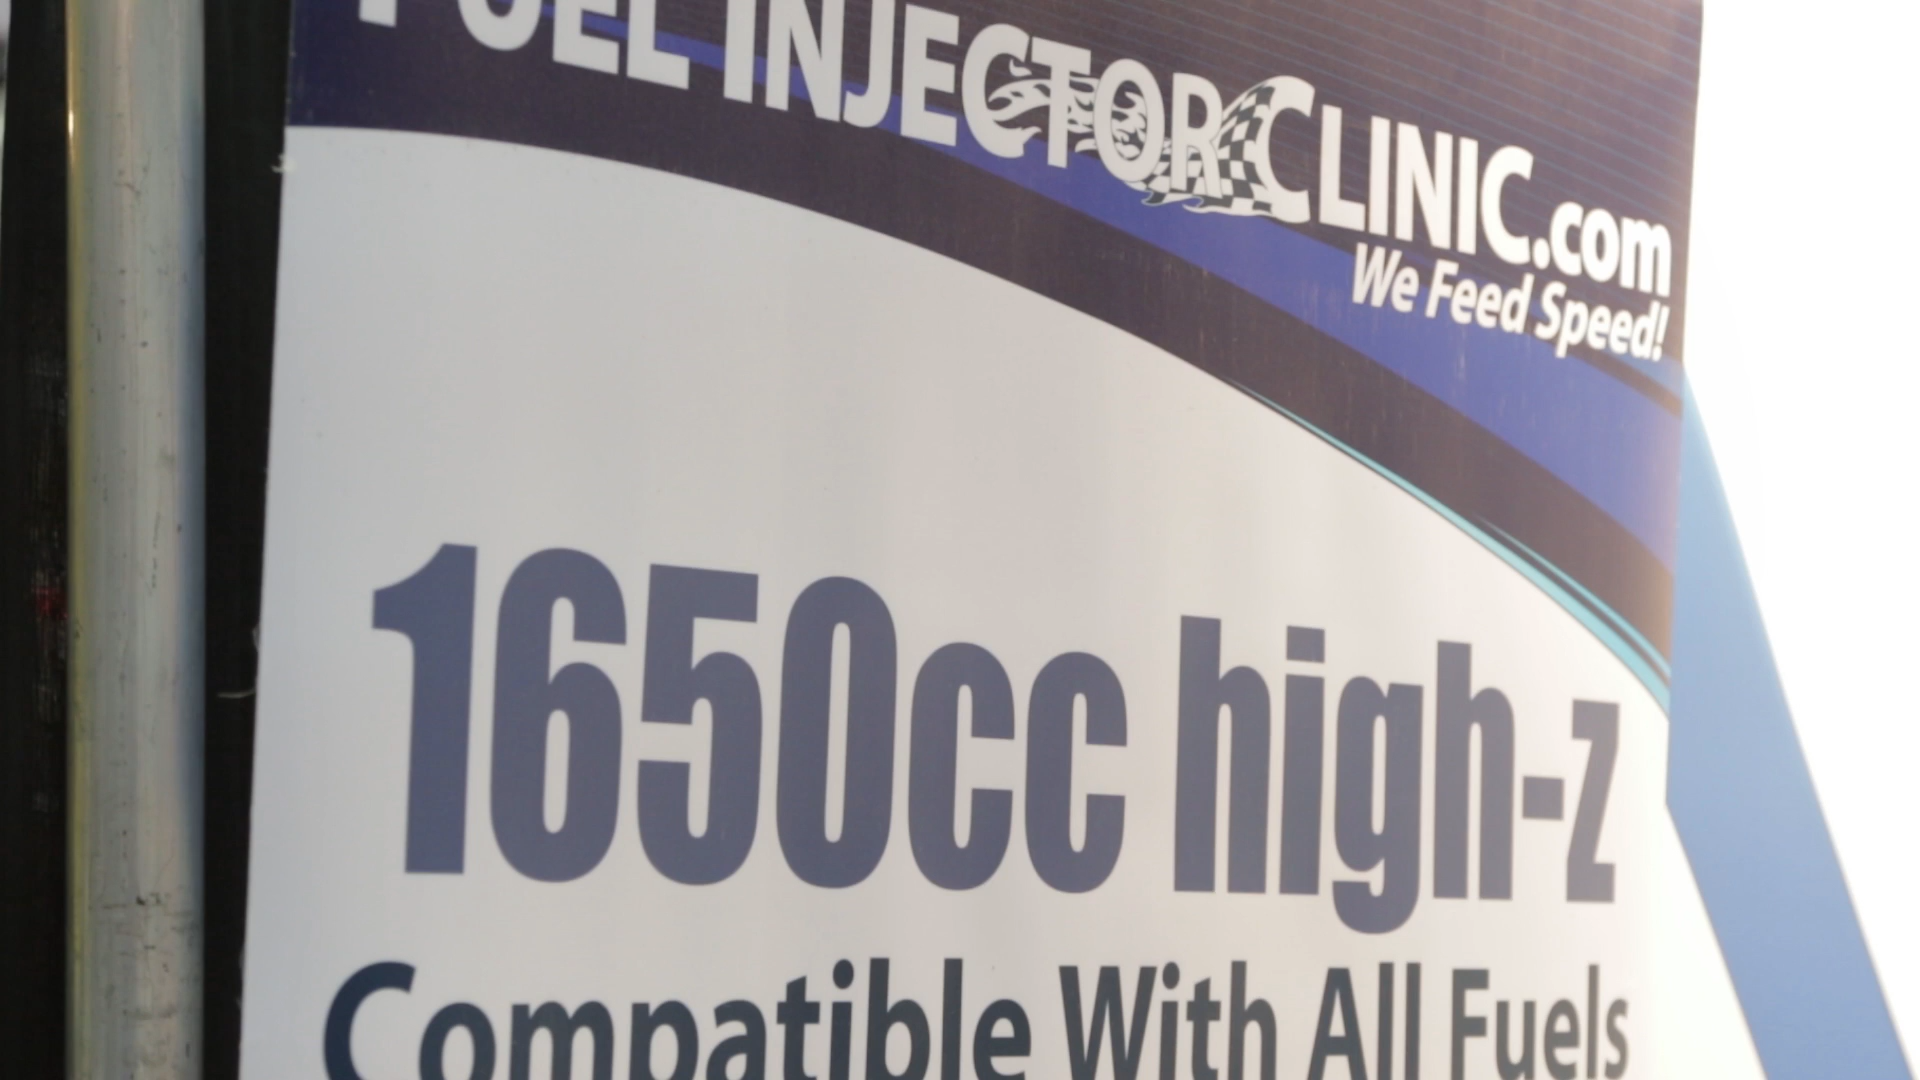 FUEL INJECTOR CLINIC.com
We Feed Speed!
1650cc high-z
Compatible With All Fuels